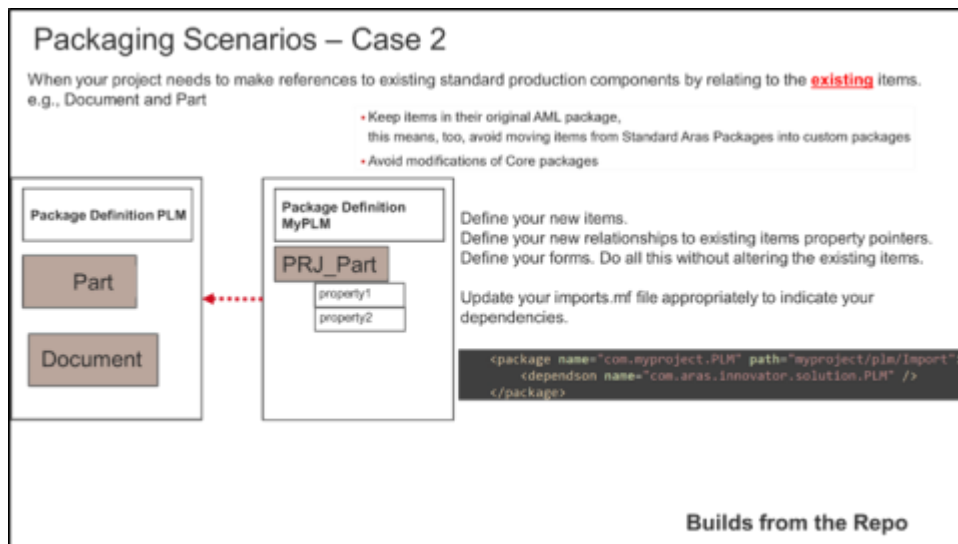 Packaging Scenarios – Case 2
When your project needs to make references to existing standard production components by relating to the existing items.
e.g., Document and Part
• Keep items in their original AML package,
this means, too, avoid moving items from Standard Aras Packages into custom packages
• Avoid modifications of Core packages
Package Definition PLM
Part
Document
Package Definition
MyPLM
PRJ_Part
property1
property2
Define your new items.
Define your new relationships to existing items property pointers.
Define your forms. Do all this without altering the existing items.
Update your imports.mf file appropriately to indicate your
dependencies.
<package name="com.myproject.PLM" path="myproject/plm/Import">
<dependson name="com.aras.innovator.solution.PLM" />
</package>
Builds from the Repo